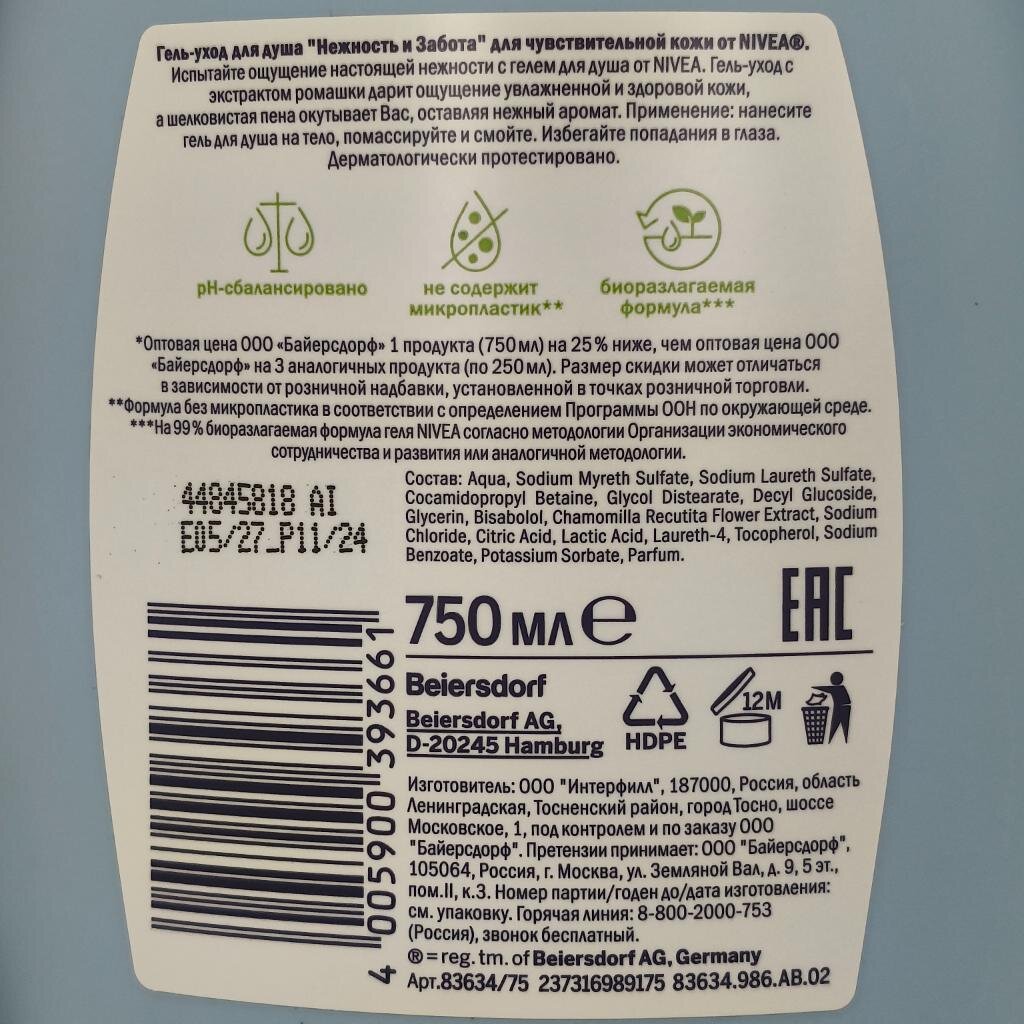 Гель-уход для душа "Нежность и Забота" для чувствительной кожи от NIVEA®.
Испытайте ощущение настоящей нежности с гелем для душа от NIVEA. Гель-уход с
экстрактом ромашки дарит ощущение увлажненной и здоровой кожи,
а шелковистая пена окутывает Вас, оставляя нежный аромат. Применение: нанесите
гель для душа на тело, помассируйте и смойте. Избегайте попадания в глаза.
Дерматологически протестировано.
pH-сбалансировано
не содержит
микропластик**
биоразлагаемая
формула***
*Оптовая цена ООО «Байерсдорф» 1 продукта (750 мл) на 25% ниже, чем оптовая цена ООО
«Байерсдорф» на 3 аналогичных продукта (по 250 мл). Размер скидки может отличаться
в зависимости от розничной надбавки, установленной в точках розничной торговли.
**Формула без микропластика в соответствии с определением Программы ООН по окружающей среде.
***На 99% биоразлагаемая формула геля NIVEA согласно методологии Организации экономического
сотрудничества и развития или аналогичной методологии.
44845818 AI
E05/27_P11/24
Состав: Aqua, Sodium Myreth Sulfate, Sodium Laureth Sulfate,
Cocamidopropyl Betaine, Glycol Distearate, Decyl Glucoside,
Glycerin, Bisabolol, Chamomilla Recutita Flower Extract, Sodium
Chloride, Citric Acid, Lactic Acid, Laureth-4, Tocopherol, Sodium
Benzoate, Potassium Sorbate, Parfum.
750 мл ℮
EAC
4 005900 393661
Beiersdorf
Beiersdorf AG,
D-20245 Hamburg
HDPE
12M
Изготовитель: ООО "Интерфилл", 187000, Россия, область
Ленинградская, Тосненский район, город Тосно, шоссе
Московское, 1, под контролем и по заказу ООО
"Байерсдорф". Претензии принимает: ООО "Байерсдорф",
105064, Россия, г. Москва, ул. Земляной Вал, д. 9, 5 эт.,
пом.II, к.3. Номер партии/годен до/дата изготовления:
см. упаковку. Горячая линия: 8-800-2000-753
(Россия), звонок бесплатный.
® = reg. tm. of Beiersdorf AG, Germany
Арт.83634/75 237316989175 83634.986.AB.02